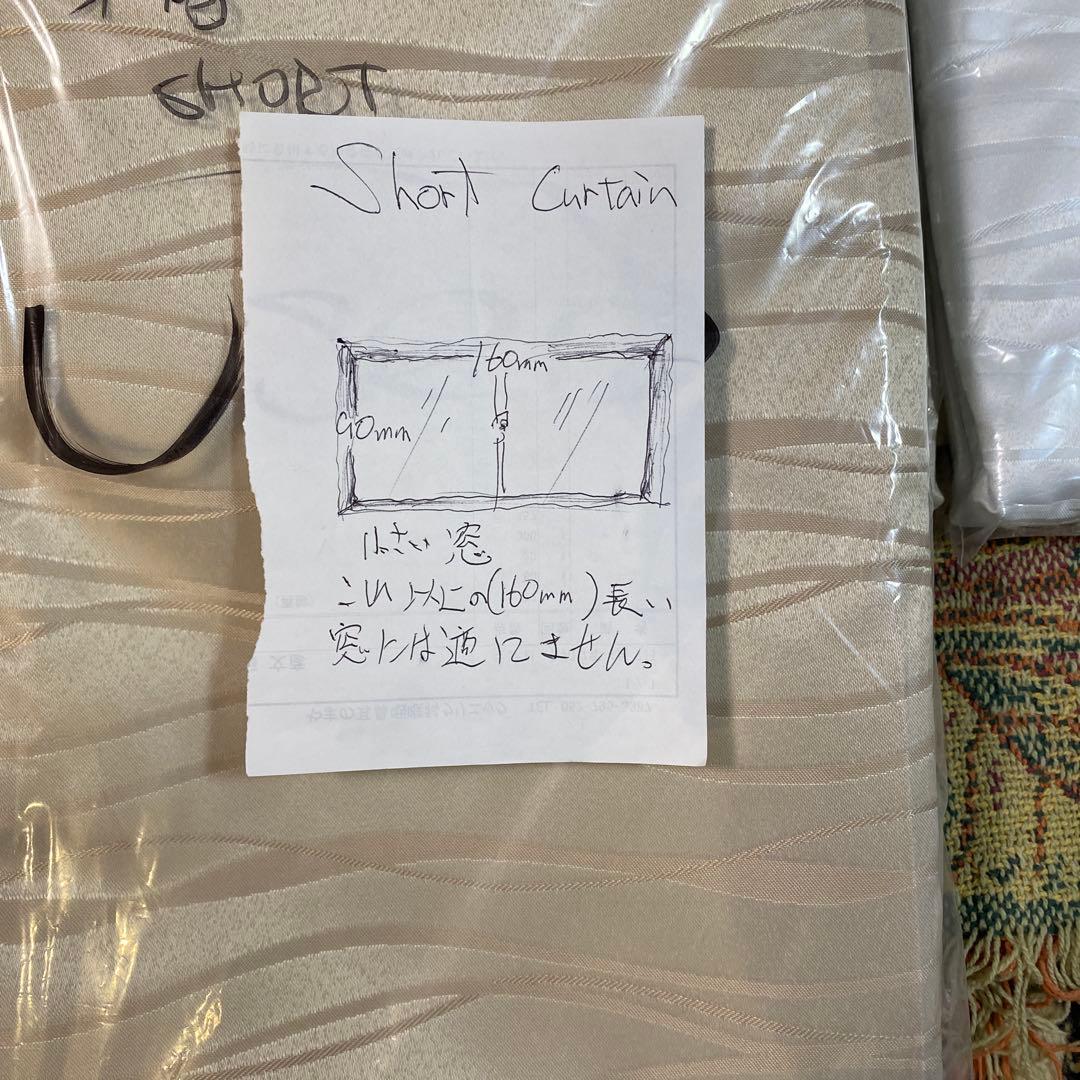 SHORT
Short Curtain
160mm
90mm
小さい窓
これ以上の(160mm)長い
窓には適しません。